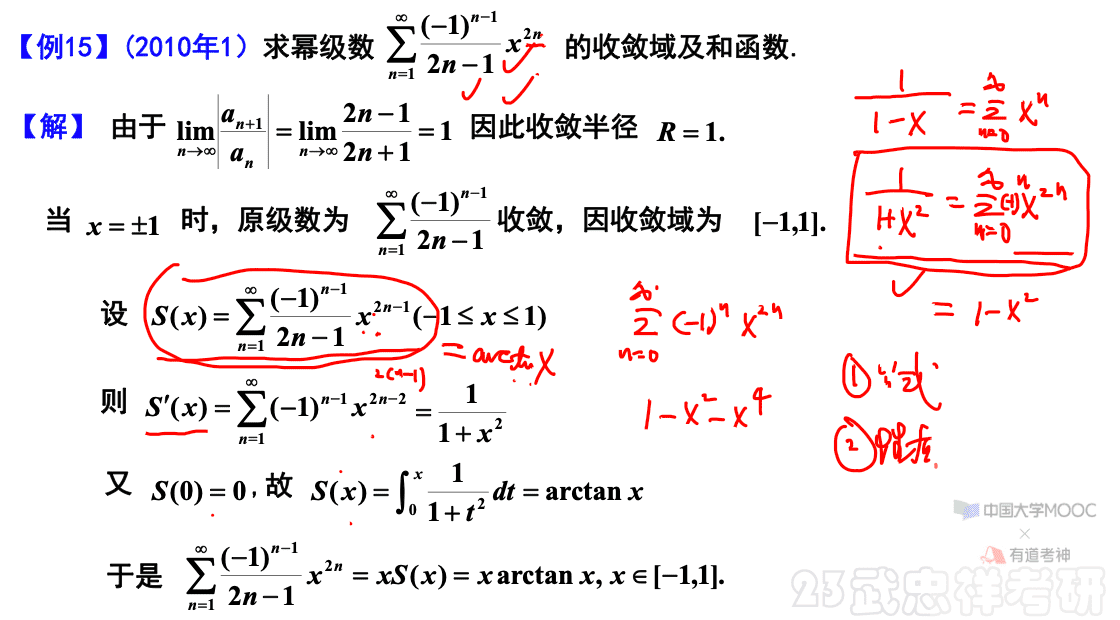 【例15】(2010年1) 求幂级数 $\sum_{n=1}^{\infty}\frac{(-1)^{n-1}}{2n-1}x^{2n}$ 的收敛域及和函数.
【解】 由于 $\lim_{n\to\infty}\left|\frac{a_{n+1}}{a_n}\right|=\lim_{n\to\infty}\frac{2n-1}{2n+1}=1$ 因此收敛半径 $R=1.$
当 $x=\pm1$ 时，原级数为 $\sum_{n=1}^{\infty}\frac{(-1)^{n-1}}{2n-1}$ 收敛，因收敛域为 $[-1,1].$
设 $S(x)=\sum_{n=1}^{\infty}\frac{(-1)^{n-1}}{2n-1}x^{2n-1}(-1\le x\le 1)$
= arctan x
2(n-1)
则 $S'(x)=\sum_{n=1}^{\infty}(-1)^{n-1}x^{2n-2}=\frac{1}{1+x^2}$
又 $S(0)=0$, 故 $S(x)=\int_0^x\frac{1}{1+t^2}dt=\arctan x$
于是 $\sum_{n=1}^{\infty}\frac{(-1)^{n-1}}{2n-1}x^{2n}=xS(x)=x\arctan x, x\in[-1,1].$
$\frac{1}{1-x}=\sum_{n=0}^{\infty}x^n$
$\frac{1}{1+x^2}=\sum_{n=0}^{\infty}(-1)^n x^{2n}$
$=1-x^2$
$\sum_{n=0}^{\infty}(-1)^n x^{2n}$
$1-x^2-x^4$
①
②
中国大学MOOC
×
有道考神
23武忠祥考研